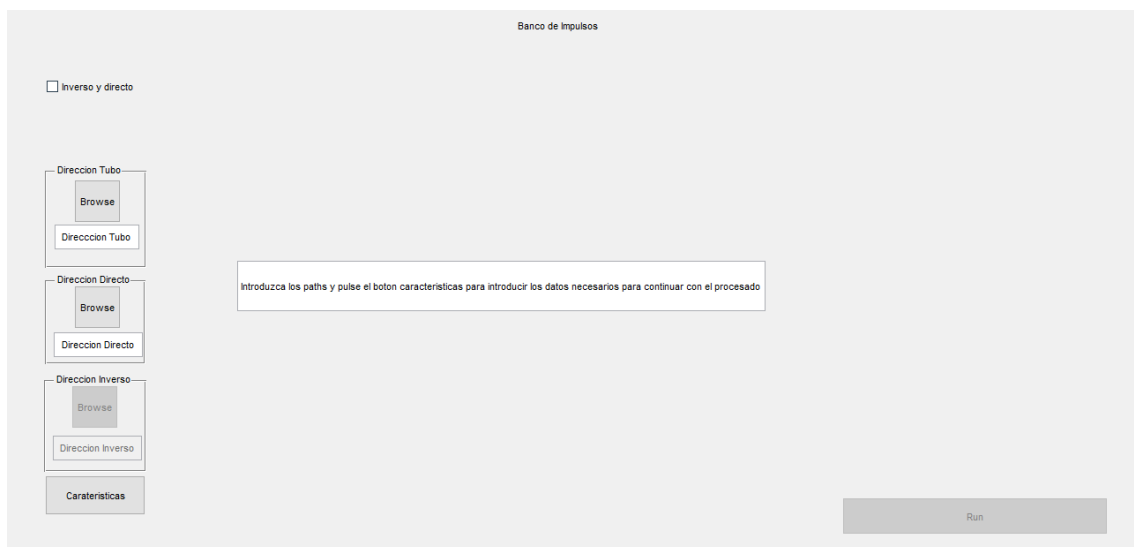 Banco de Impulsos
Inverso y directo
Direccion Tubo
Browse
Direcccion Tubo
Direccion Directo
Browse
Direccion Directo
Direccion Inverso
Browse
Direccion Inverso
Carateristicas
Introduzca los paths y pulse el boton caracteristicas para introducir los datos necesarios para continuar con el procesado
Run